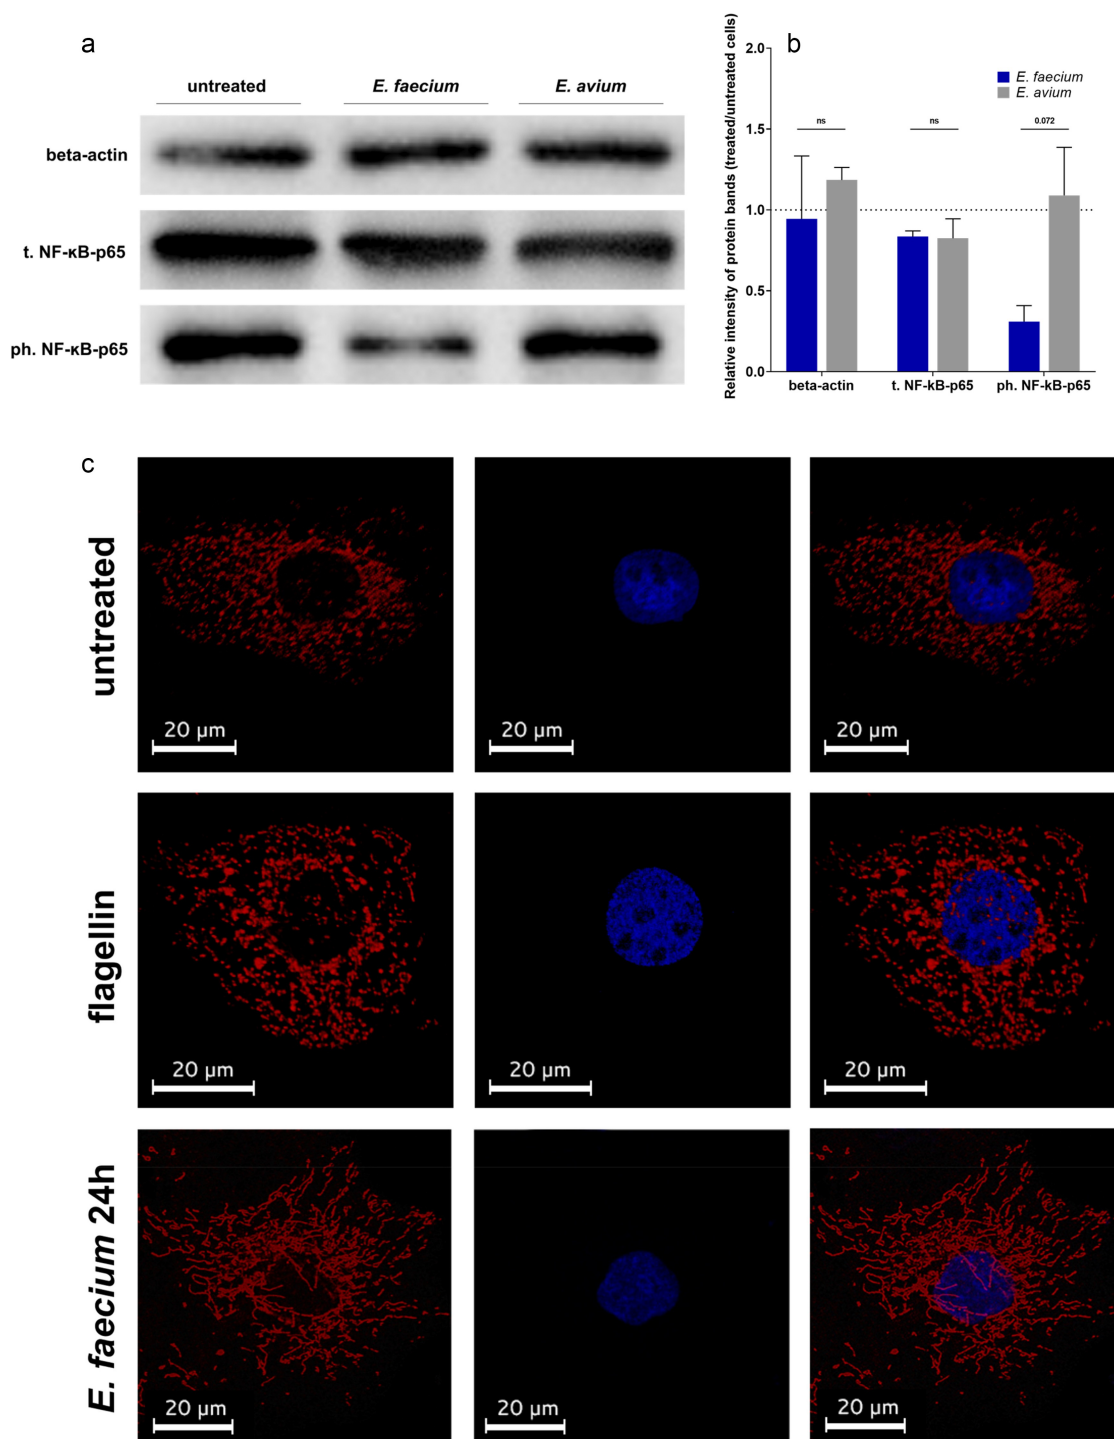 a
untreated
E. faecium
E. avium
beta-actin
t. NF-κB-p65
ph. NF-κB-p65
b
Relative intensity of protein bands (treated/untreated cells)
2.0
1.5
1.0
0.5
0.0
E. faecium
E. avium
ns
ns
0.072
beta-actin
t. NF-kB-p65
ph. NF-kB-p65
c
untreated
20 µm
20 µm
20 µm
flagellin
20 µm
20 µm
20 µm
E. faecium 24h
20 µm
20 µm
20 µm